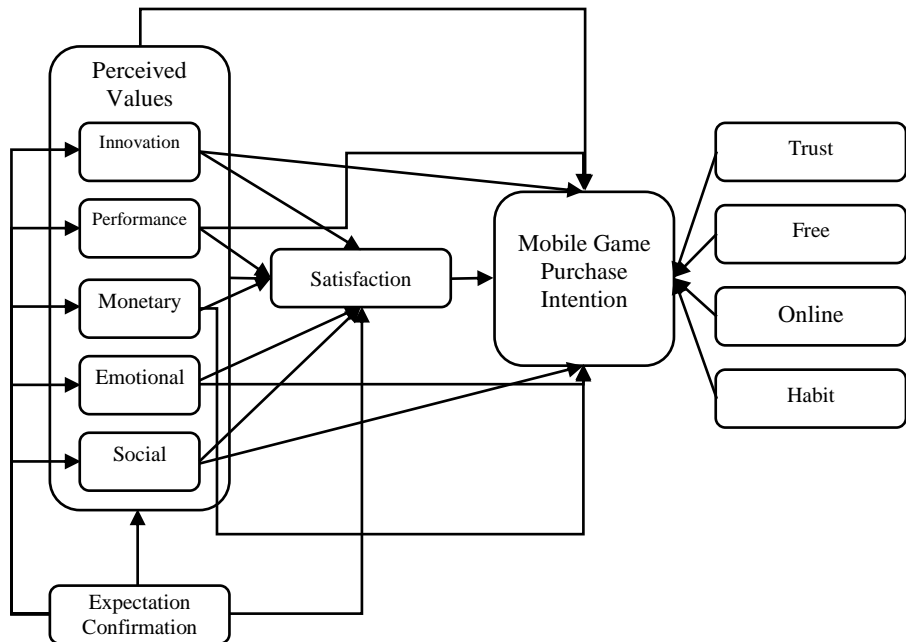 Perceived
Values
Innovation
Performance
Monetary
Emotional
Social
Expectation
Confirmation
Satisfaction
Mobile Game
Purchase
Intention
Trust
Free
Online
Habit